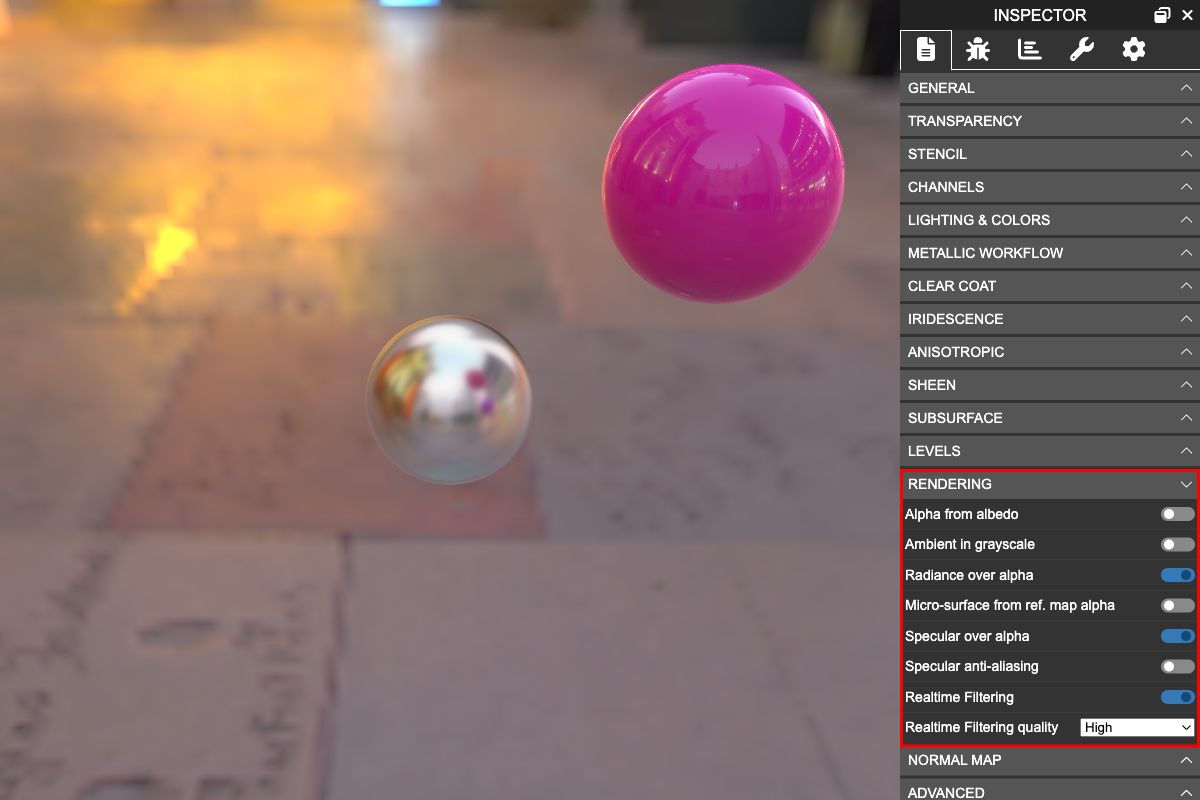 INSPECTOR
GENERAL
TRANSPARENCY
STENCIL
CHANNELS
LIGHTING & COLORS
METALLIC WORKFLOW
CLEAR COAT
IRIDESCENCE
ANISOTROPIC
SHEEN
SUBSURFACE
LEVELS
RENDERING
Alpha from albedo
Ambient in grayscale
Radiance over alpha
Micro-surface from ref. map alpha
Specular over alpha
Specular anti-aliasing
Realtime Filtering
Realtime Filtering quality High
NORMAL MAP
ADVANCED